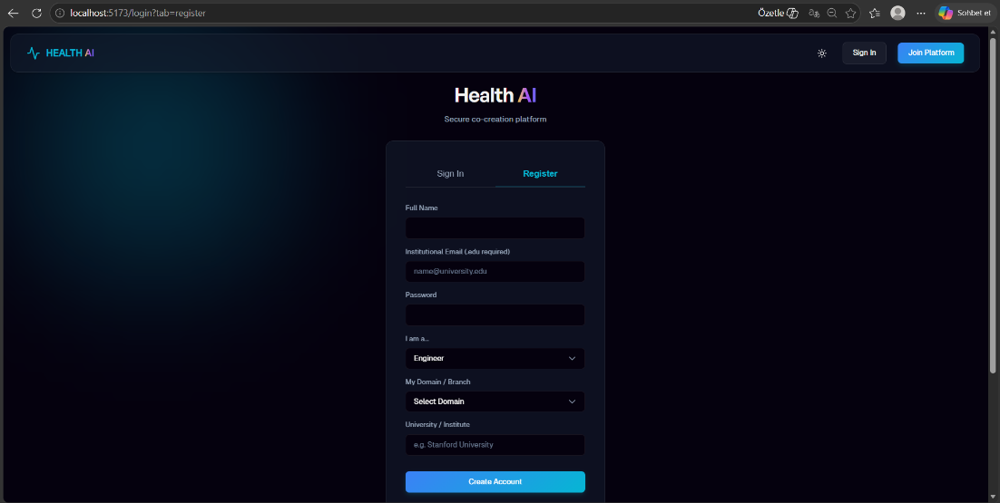 localhost:5173/login?tab=register
Özetle
Sohbet et
HEALTH AI
Sign In
Join Platform
Health AI
Secure co-creation platform
Sign In
Register
Full Name
Institutional Email (.edu required)
name@university.edu
Password
I am a...
Engineer
My Domain / Branch
Select Domain
University / Institute
e.g. Stanford University
Create Account